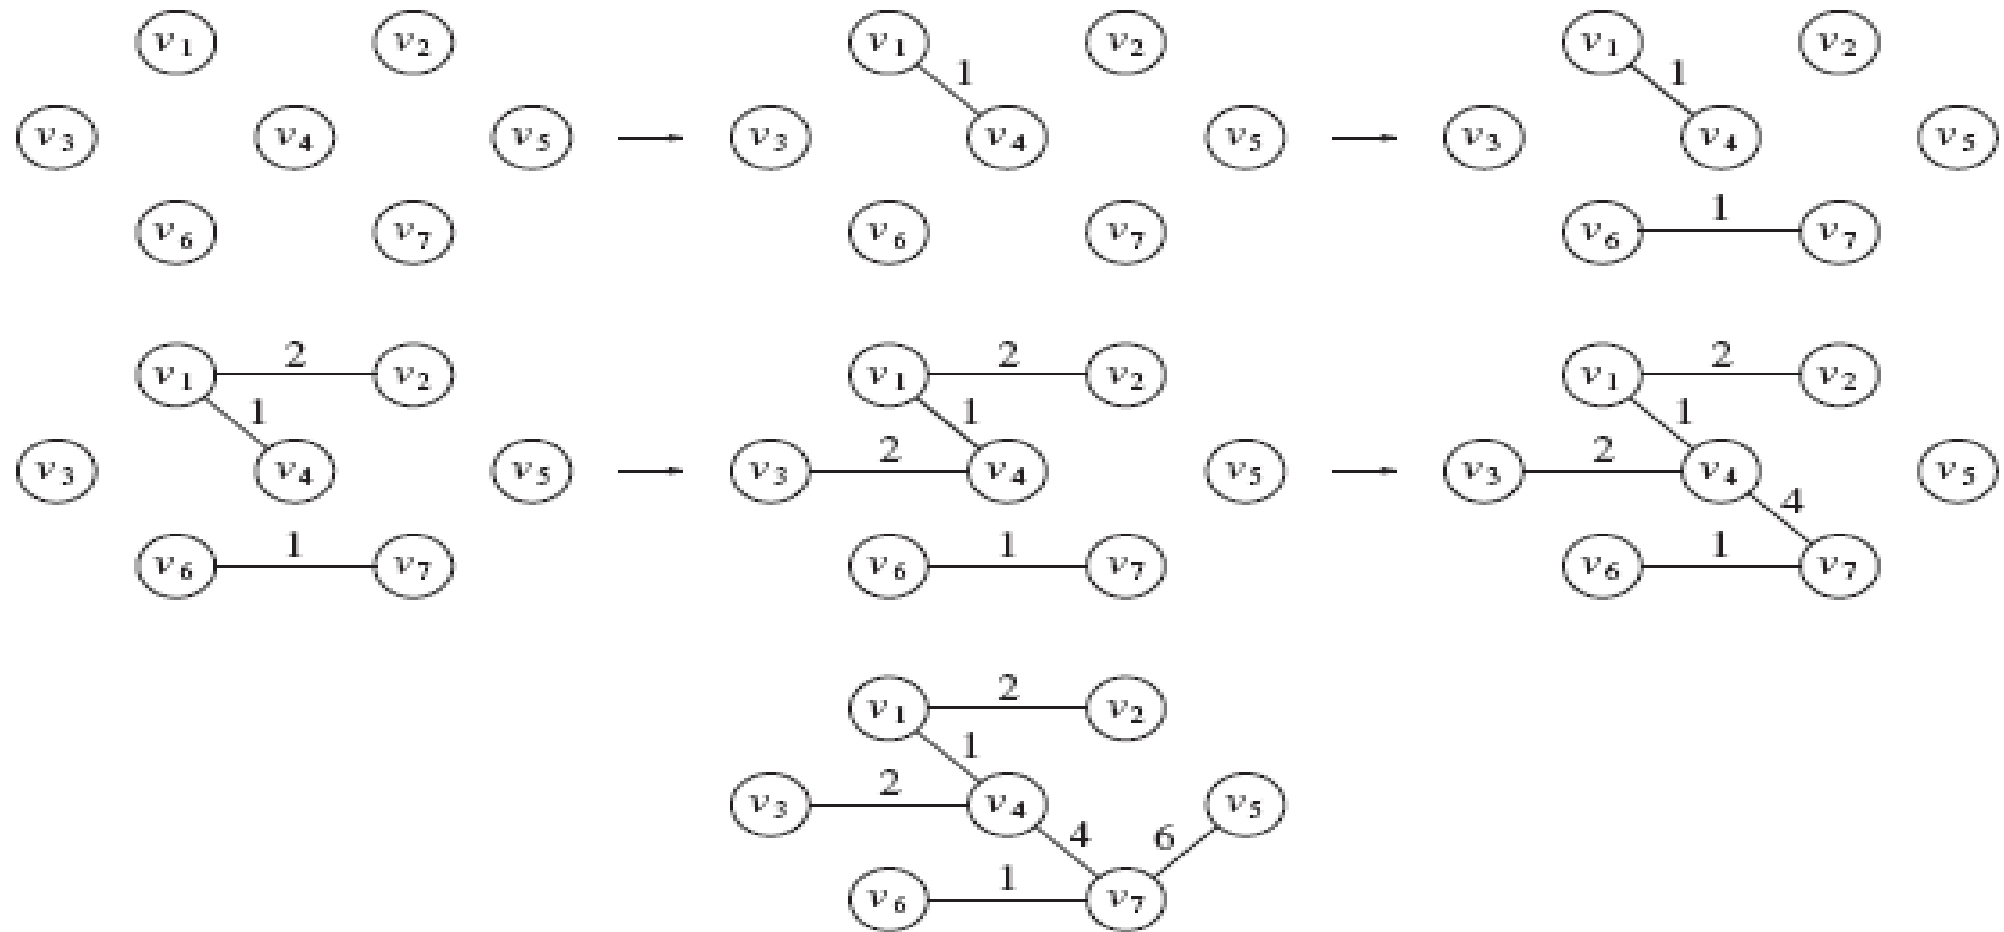 v1 v2 v1 v2 v1 v2
1 1
v3 v4 v5 v3 v4 v5 v3 v4 v5
1
v6 v7 v6 v7 v6 v7
2 2 2
v1 v2 v1 v2 v1 v2
1 1 1
2 2
v3 v4 v5 v3 v4 v5 v3 v4 v5
4
1 1 1
v6 v7 v6 v7 v6 v7
2
v1 v2
1
2
v3 v4 v5
4 6
1
v6 v7